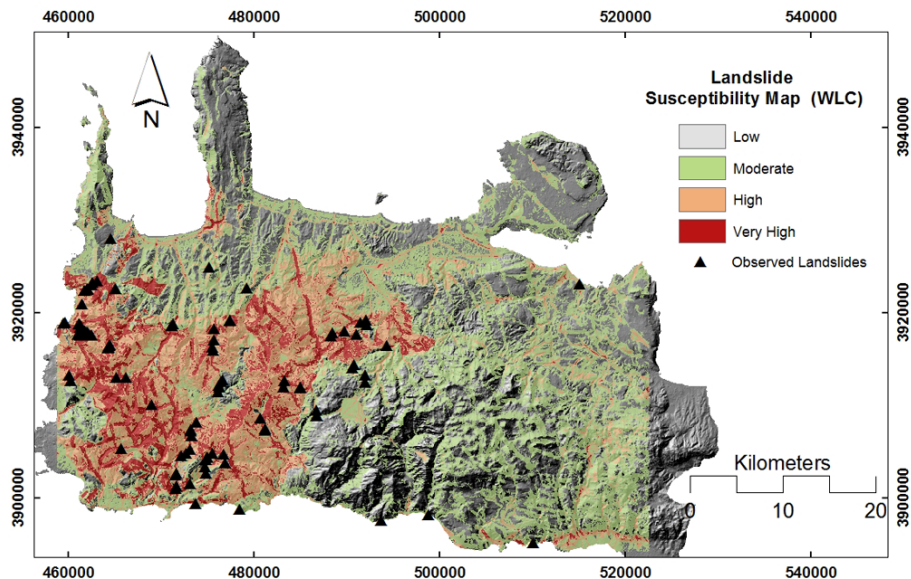 460000 480000 500000 520000 540000
Landslide
Susceptibility Map (WLC)
Low
Moderate
High
Very High
Observed Landslides
N
3940000
3940000
3920000
3920000
3900000
3900000
Kilometers
0 10 20
460000 480000 500000 520000 540000